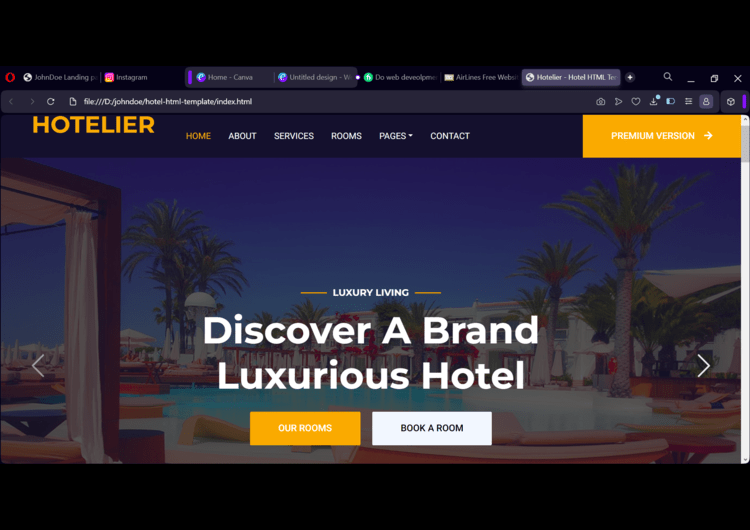 JohnDoe Landing p
Instagram
Home - Canva
Untitled design - W
Do web deveolpme
AirLines Free Websi
Hotelier - Hotel HTML Te
file:///D:/johndoe/hotel-html-template/index.html
HOTELIER
HOME
ABOUT
SERVICES
ROOMS
PAGES
CONTACT
PREMIUM VERSION
LUXURY LIVING
Discover A Brand
Luxurious Hotel
OUR ROOMS
BOOK A ROOM